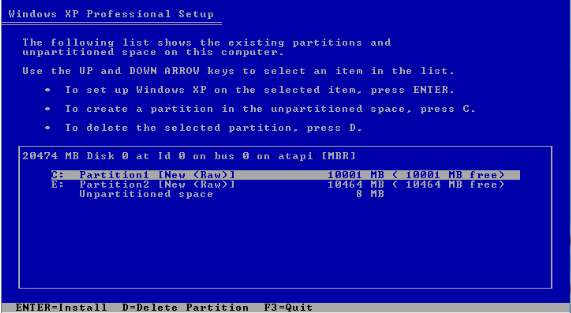 Windows XP Professional Setup
The following list shows the existing partitions and
unpartitioned space on this computer.
Use the UP and DOWN ARROW keys to select an item in the list.
• To set up Windows XP on the selected item, press ENTER.
• To create a partition in the unpartitioned space, press C.
• To delete the selected partition, press D.
20474 MB Disk 0 at Id 0 on bus 0 on atapi [MBR]
C: Partition1 [New (Raw)] 10001 MB ( 10001 MB free)
E: Partition2 [New (Raw)] 10464 MB ( 10464 MB free)
Unpartitioned space 8 MB
ENTER=Install D=Delete Partition F3=Quit